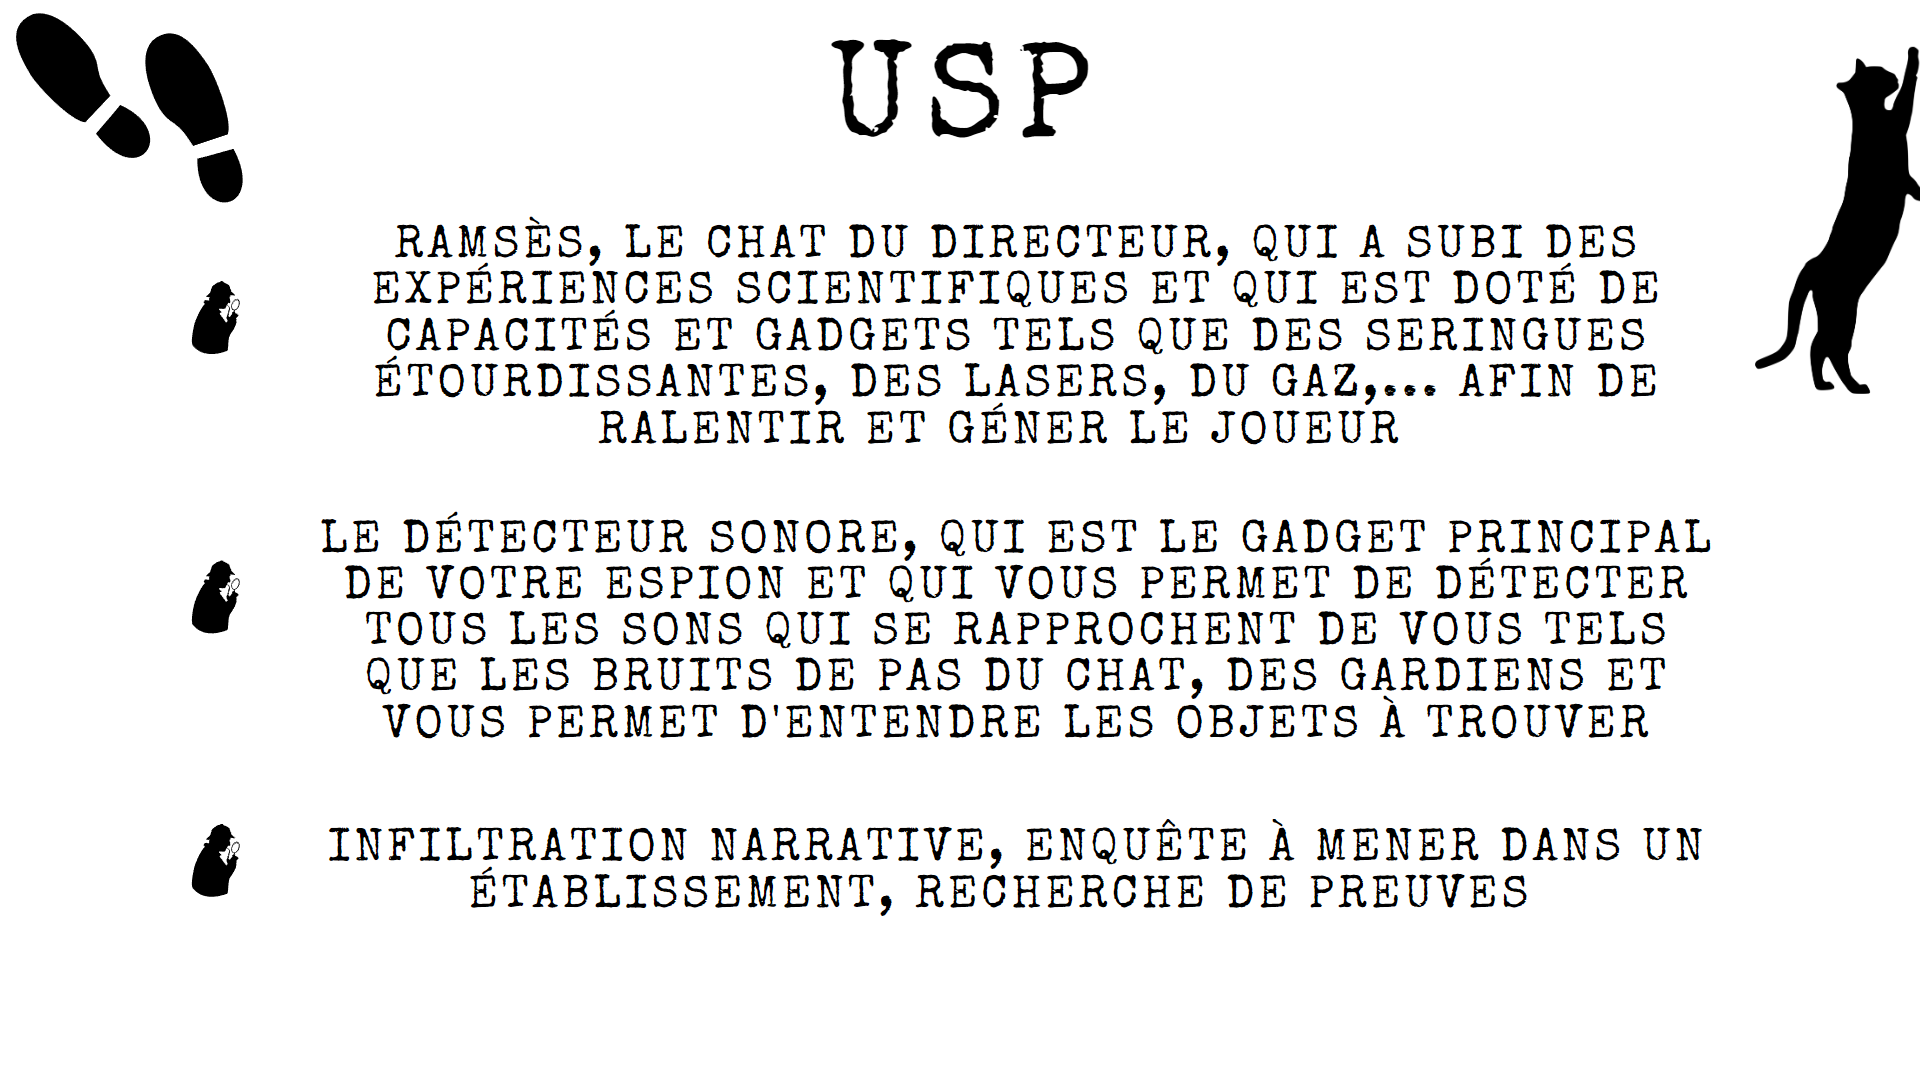 USP
RAMSÈS, LE CHAT DU DIRECTEUR, QUI A SUBI DES
EXPÉRIENCES SCIENTIFIQUES ET QUI EST DOTÉ DE
CAPACITÉS ET GADGETS TELS QUE DES SERINGUES
ÉTOURDISSANTES, DES LASERS, DU GAZ,... AFIN DE
RALENTIR ET GÉNER LE JOUEUR
LE DÉTECTEUR SONORE, QUI EST LE GADGET PRINCIPAL
DE VOTRE ESPION ET QUI VOUS PERMET DE DÉTECTER
TOUS LES SONS QUI SE RAPPROCHENT DE VOUS TELS
QUE LES BRUITS DE PAS DU CHAT, DES GARDIENS ET
VOUS PERMET D'ENTENDRE LES OBJETS À TROUVER
INFILTRATION NARRATIVE, ENQUÊTE À MENER DANS UN
ÉTABLISSEMENT, RECHERCHE DE PREUVES